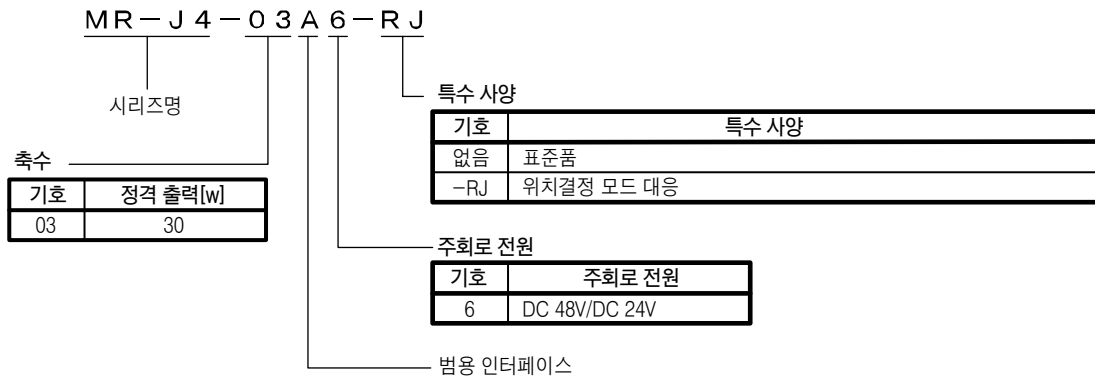 MR-J4-03A6-RJ
시리즈명
특수 사양
기호 특수 사양
없음 표준품
-RJ 위치결정 모드 대응
축수
기호 정격 출력[w]
03 30
주회로 전원
기호 주회로 전원
6 DC 48V/DC 24V
범용 인터페이스